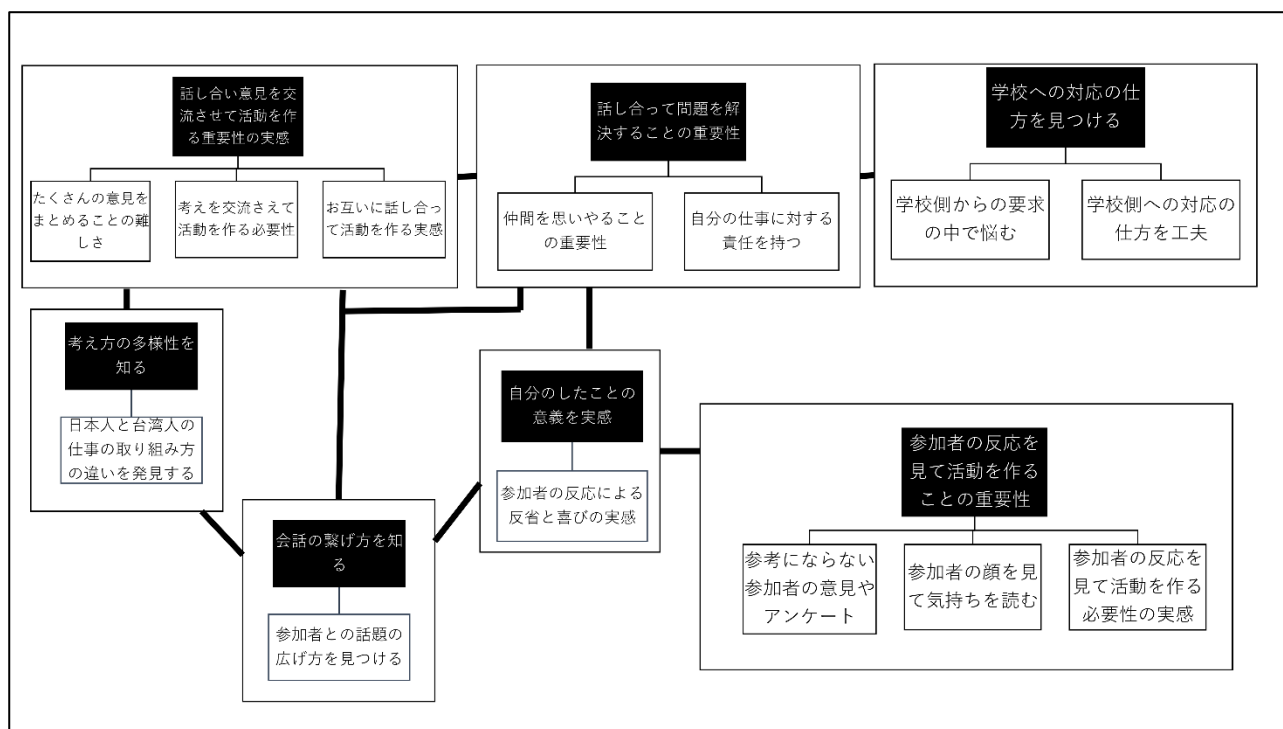 話し合い意見を交
流させて活動を作
る重要性の実感
たくさんの意見を
まとめることの難
しさ
考えを交流さえて
活動を作る必要性
お互いに話し合っ
て活動を作る実感
話し合って問題を解
決することの重要性
仲間を思いやること
の重要性
自分の仕事に対する
責任を持つ
学校への対応の仕
方を見つける
学校側からの要求
の中で悩む
学校側への対応の
仕方を工夫
考え方の多様性を
知る
日本人と台湾人の
仕事の取り組み方
の違いを発見する
会話の繋げ方を知
る
参加者との話題の
広げ方を見つける
自分のしたことの
意義を実感
参加者の反応による
反省と喜びの実感
参加者の反応を
見て活動を作る
ことの重要性
参考にならない
参加者の意見や
アンケート
参加者の顔を見
て気持ちを読む
参加者の反応を
見て活動を作る
必要性の実感